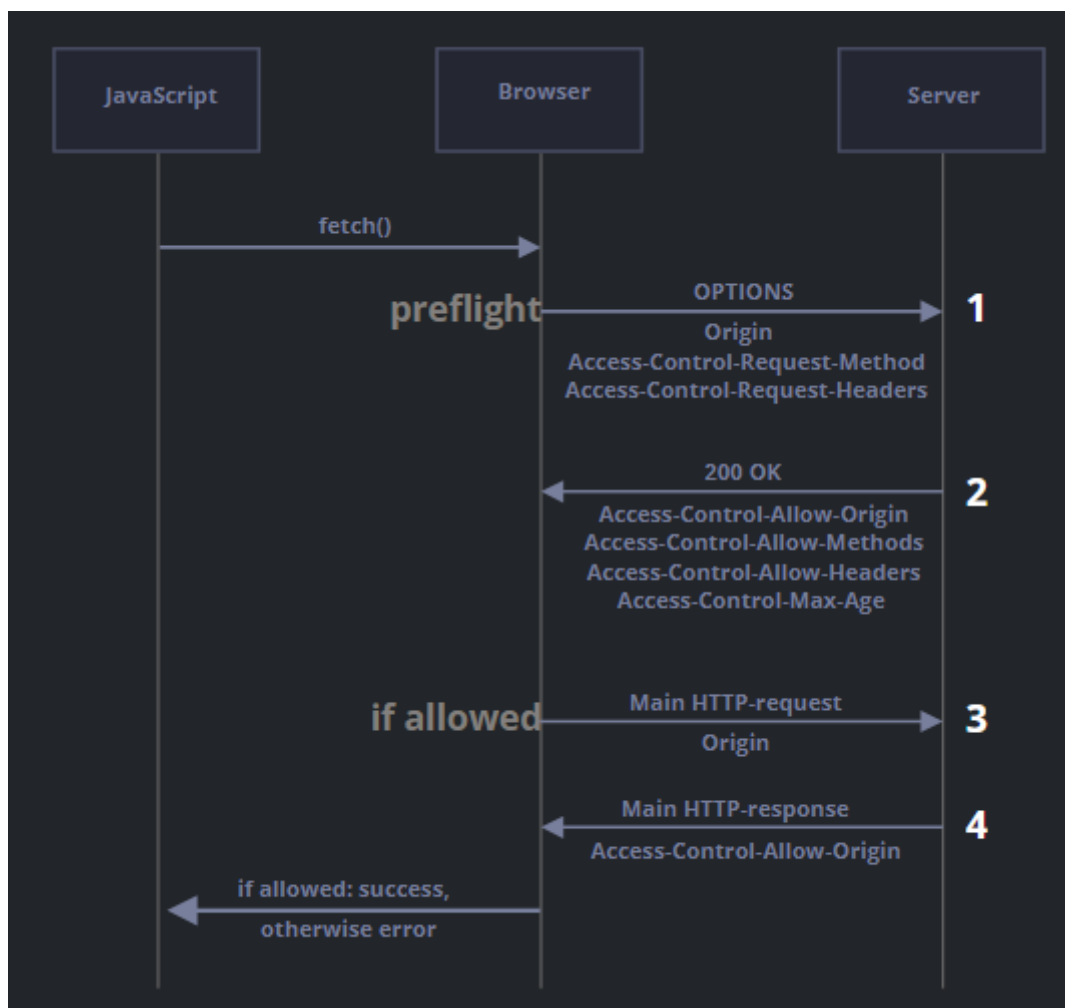 JavaScript
Browser
Server
fetch()
preflight
OPTIONS
1
Origin
Access-Control-Request-Method
Access-Control-Request-Headers
200 OK
2
Access-Control-Allow-Origin
Access-Control-Allow-Methods
Access-Control-Allow-Headers
Access-Control-Max-Age
if allowed
Main HTTP-request
3
Origin
Main HTTP-response
4
Access-Control-Allow-Origin
if allowed: success,
otherwise error